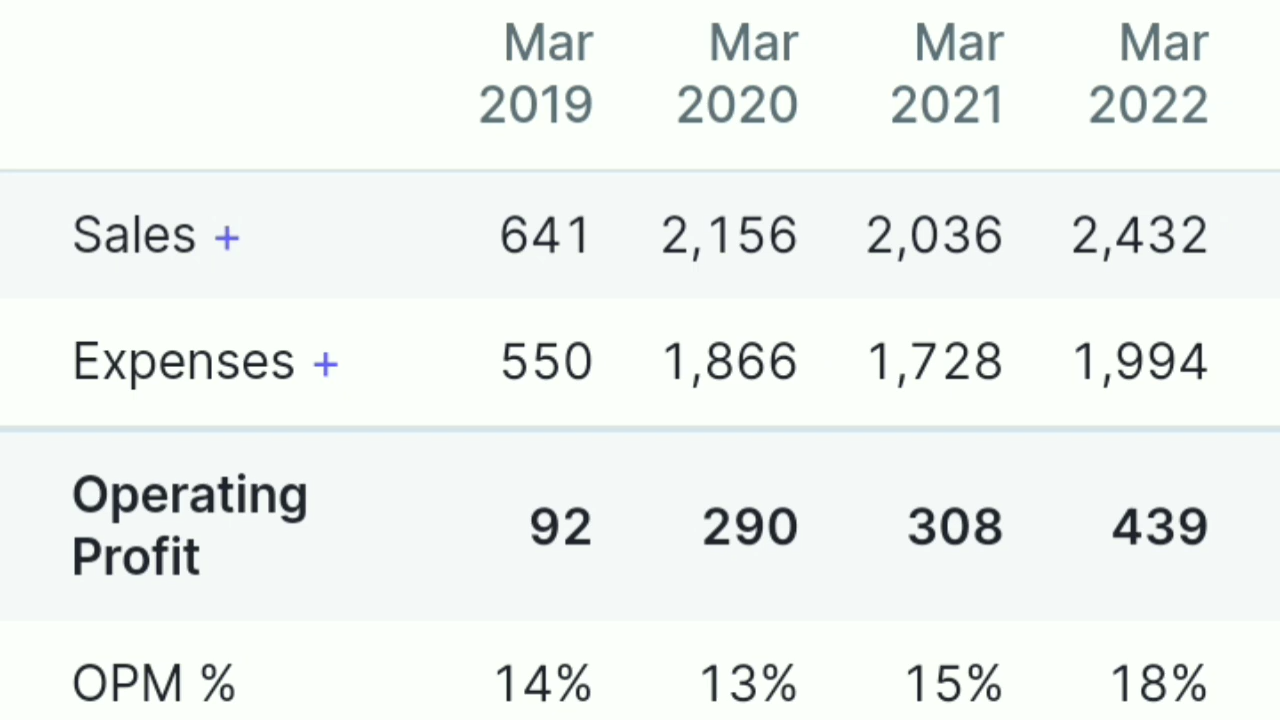 Mar Mar Mar Mar
2019 2020 2021 2022
Sales + 641 2,156 2,036 2,432
Expenses + 550 1,866 1,728 1,994
Operating
Profit 92 290 308 439
OPM % 14% 13% 15% 18%